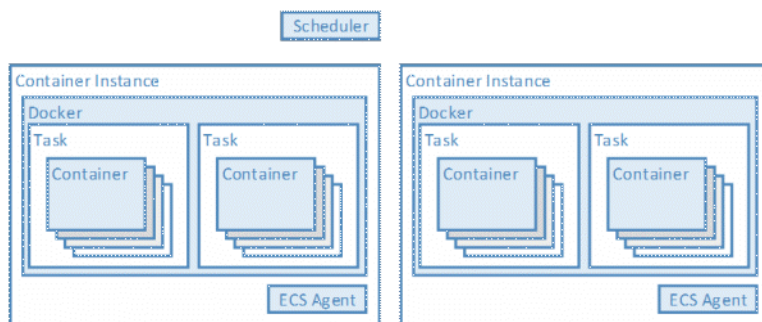 Scheduler
Container Instance
Docker
Task
Container
Task
Container
ECS Agent
Container Instance
Docker
Task
Container
Task
Container
ECS Agent